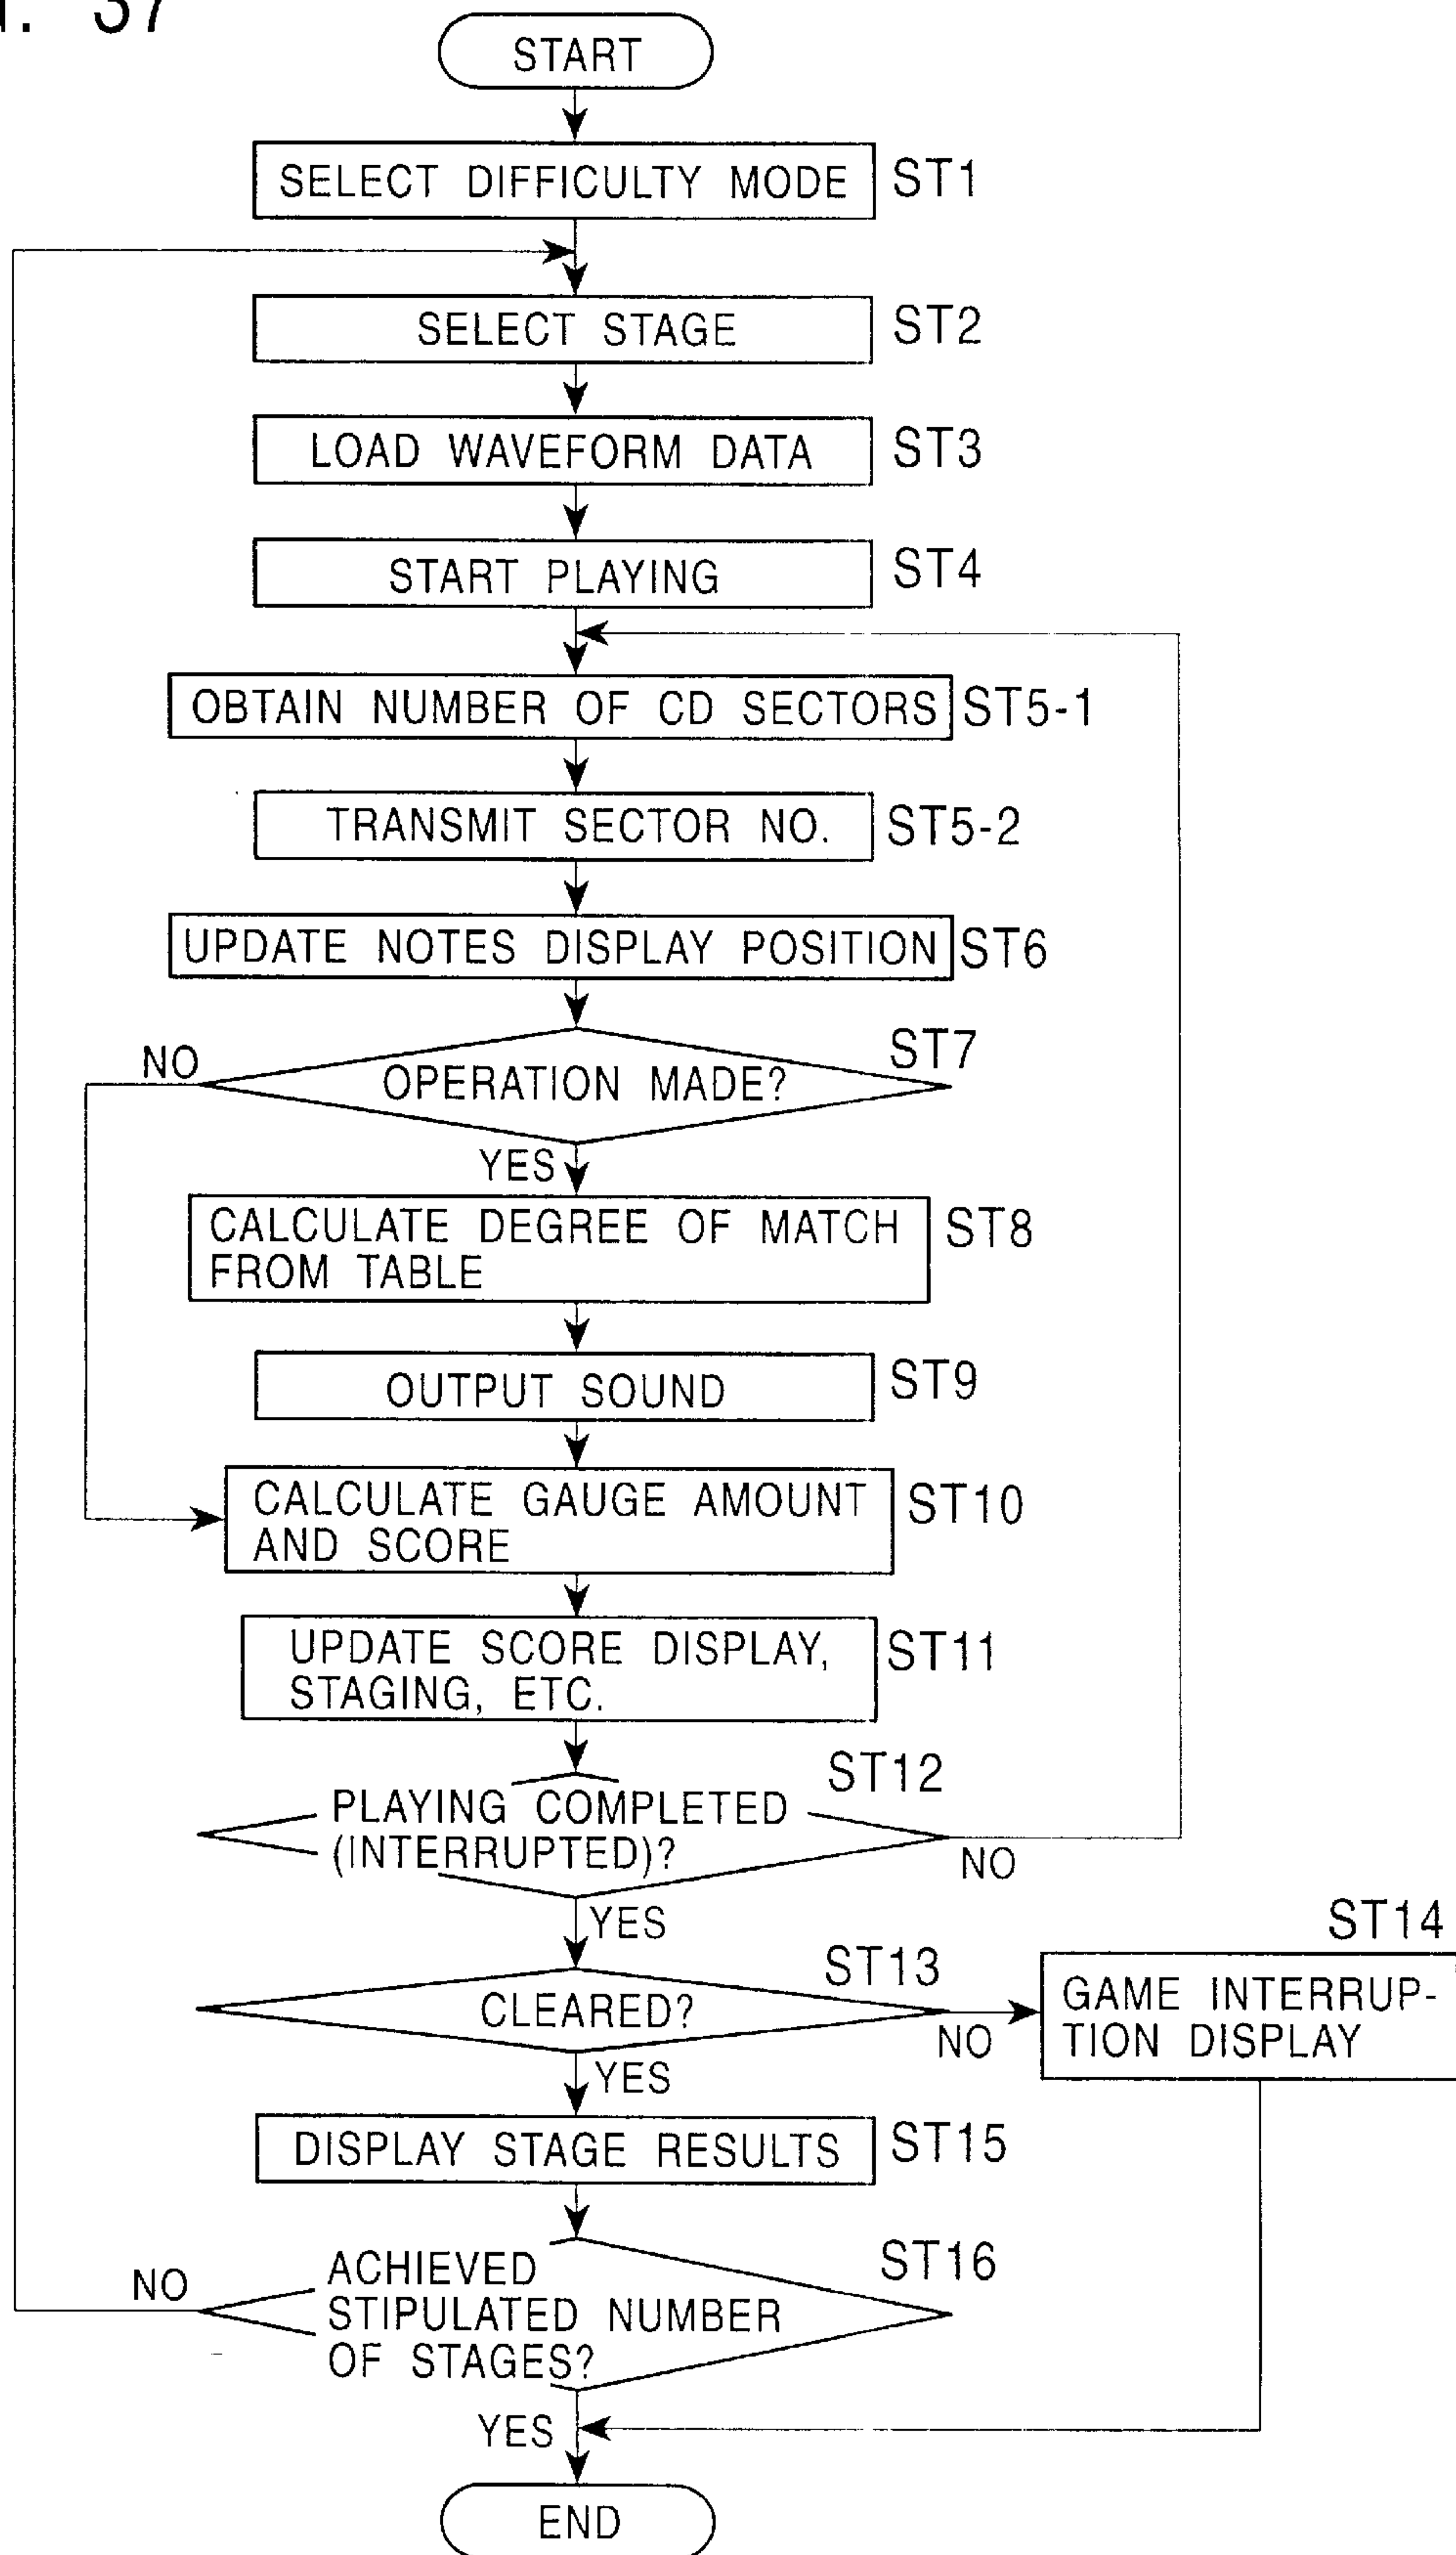 37
START
SELECT DIFFICULTY MODE ST1
SELECT STAGE ST2
LOAD WAVEFORM DATA ST3
START PLAYING ST4
OBTAIN NUMBER OF CD SECTORS ST5-1
TRANSMIT SECTOR NO. ST5-2
UPDATE NOTES DISPLAY POSITION ST6
ST7
NO
OPERATION MADE?
YES
CALCULATE DEGREE OF MATCH ST8
FROM TABLE
OUTPUT SOUND ST9
CALCULATE GAUGE AMOUNT ST10
AND SCORE
UPDATE SCORE DISPLAY, ST11
STAGING, ETC.
ST12
PLAYING COMPLETED
(INTERRUPTED)?
NO
YES
ST14
ST13
GAME INTERRUP-
CLEARED?
NO
TION DISPLAY
YES
DISPLAY STAGE RESULTS ST15
ST16
NO
ACHIEVED
STIPULATED NUMBER
OF STAGES?
YES
END